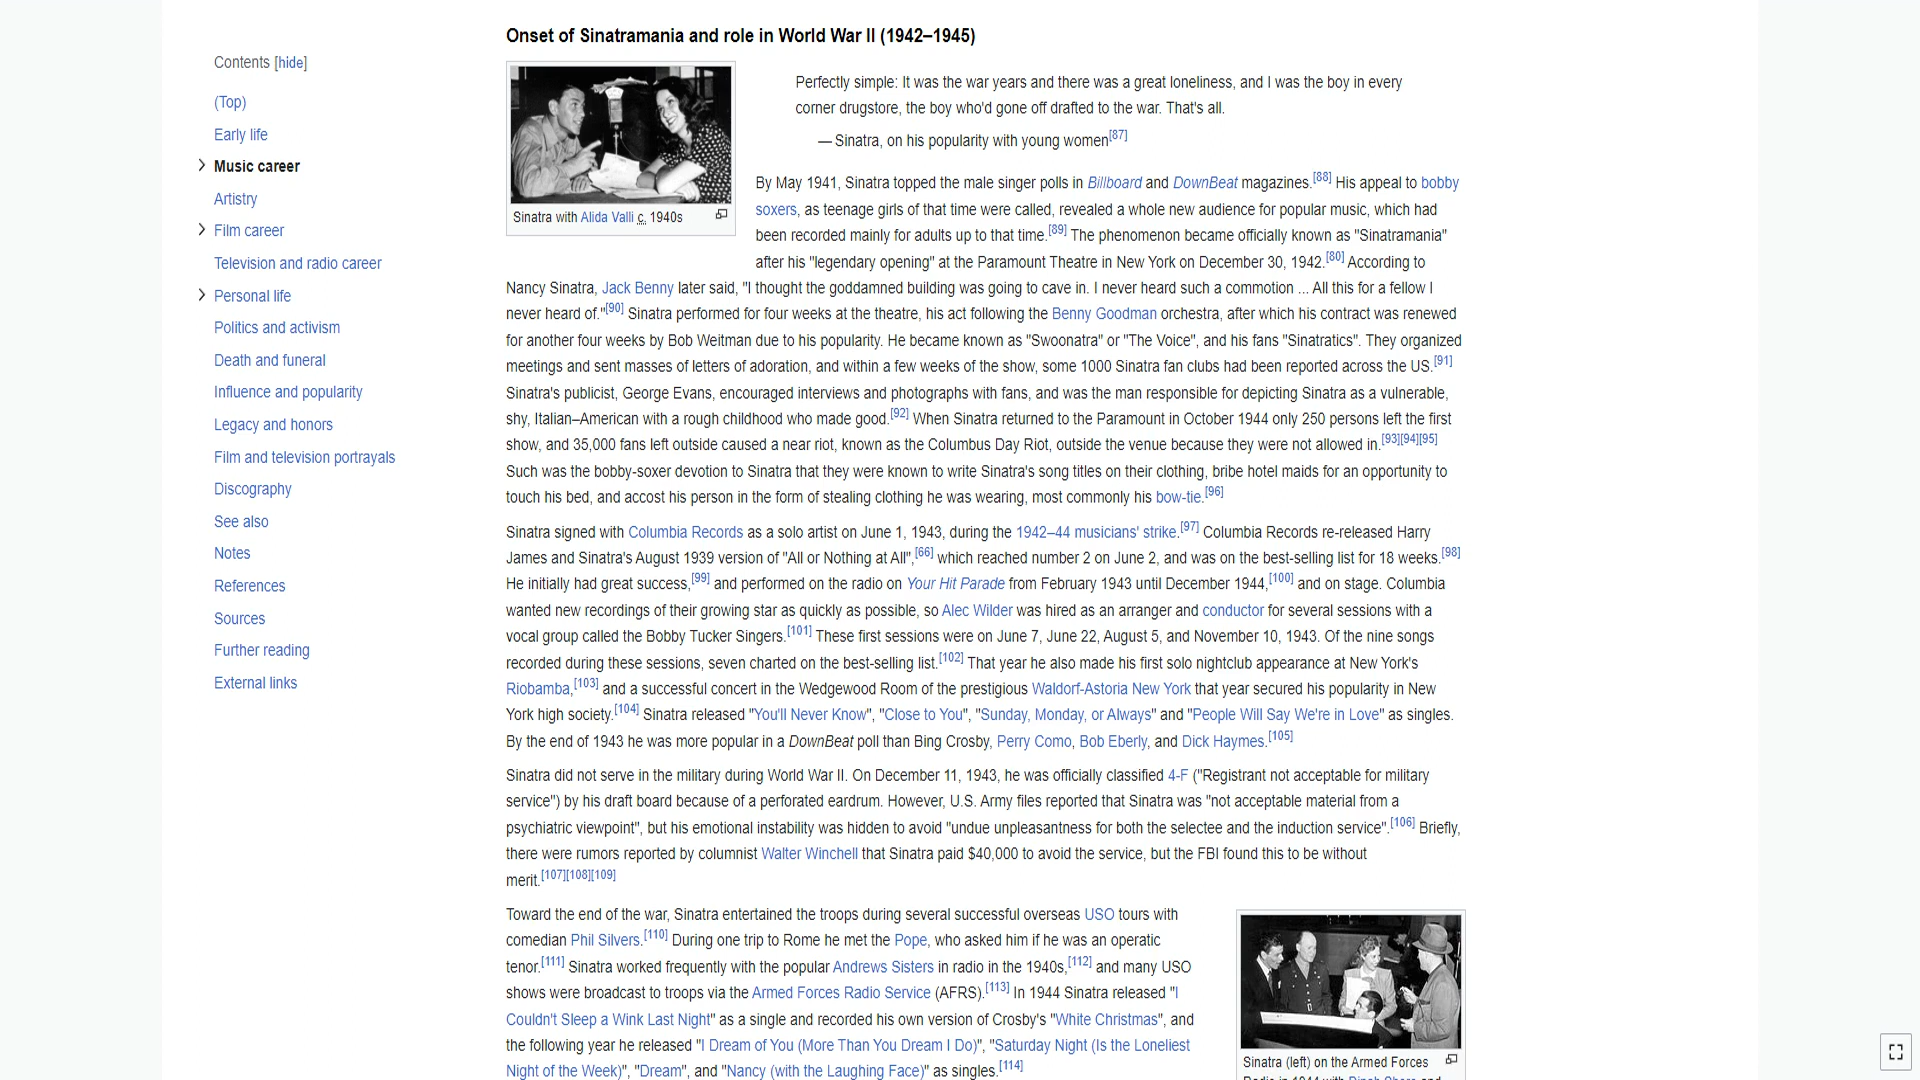 Contents [hide]
(Top)
Early life
Music career
Artistry
Film career
Television and radio career
Personal life
Politics and activism
Death and funeral
Influence and popularity
Legacy and honors
Film and television portrayals
Discography
See also
Notes
References
Sources
Further reading
External links
Onset of Sinatramania and role in World War II (1942–1945)
Sinatra with Alida Valli c. 1940s
Perfectly simple: It was the war years and there was a great loneliness, and I was the boy in every
corner drugstore, the boy who'd gone off drafted to the war. That's all.
— Sinatra, on his popularity with young women[87]
By May 1941, Sinatra topped the male singer polls in Billboard and DownBeat magazines.[88] His appeal to bobby
soxers, as teenage girls of that time were called, revealed a whole new audience for popular music, which had
been recorded mainly for adults up to that time.[89] The phenomenon became officially known as "Sinatramania"
after his "legendary opening" at the Paramount Theatre in New York on December 30, 1942.[80] According to
Nancy Sinatra, Jack Benny later said, "I thought the goddamned building was going to cave in. I never heard such a commotion ... All this for a fellow I
never heard of."[90] Sinatra performed for four weeks at the theatre, his act following the Benny Goodman orchestra, after which his contract was renewed
for another four weeks by Bob Weitman due to his popularity. He became known as "Swoonatra" or "The Voice", and his fans "Sinatratics". They organized
meetings and sent masses of letters of adoration, and within a few weeks of the show, some 1000 Sinatra fan clubs had been reported across the US.[91]
Sinatra's publicist, George Evans, encouraged interviews and photographs with fans, and was the man responsible for depicting Sinatra as a vulnerable,
shy, Italian–American with a rough childhood who made good.[92] When Sinatra returned to the Paramount in October 1944 only 250 persons left the first
show, and 35,000 fans left outside caused a near riot, known as the Columbus Day Riot, outside the venue because they were not allowed in.[93][94][95]
Such was the bobby-soxer devotion to Sinatra that they were known to write Sinatra's song titles on their clothing, bribe hotel maids for an opportunity to
touch his bed, and accost his person in the form of stealing clothing he was wearing, most commonly his bow-tie.[96]
Sinatra signed with Columbia Records as a solo artist on June 1, 1943, during the 1942–44 musicians' strike.[97] Columbia Records re-released Harry
James and Sinatra's August 1939 version of "All or Nothing at All",[66] which reached number 2 on June 2, and was on the best-selling list for 18 weeks.[98]
He initially had great success,[99] and performed on the radio on Your Hit Parade from February 1943 until December 1944,[100] and on stage. Columbia
wanted new recordings of their growing star as quickly as possible, so Alec Wilder was hired as an arranger and conductor for several sessions with a
vocal group called the Bobby Tucker Singers.[101] These first sessions were on June 7, June 22, August 5, and November 10, 1943. Of the nine songs
recorded during these sessions, seven charted on the best-selling list.[102] That year he also made his first solo nightclub appearance at New York's
Riobamba,[103] and a successful concert in the Wedgewood Room of the prestigious Waldorf-Astoria New York that year secured his popularity in New
York high society.[104] Sinatra released "You'll Never Know", "Close to You", "Sunday, Monday, or Always" and "People Will Say We're in Love" as singles.
By the end of 1943 he was more popular in a DownBeat poll than Bing Crosby, Perry Como, Bob Eberly, and Dick Haymes.[105]
Sinatra did not serve in the military during World War II. On December 11, 1943, he was officially classified 4-F ("Registrant not acceptable for military
service") by his draft board because of a perforated eardrum. However, U.S. Army files reported that Sinatra was "not acceptable material from a
psychiatric viewpoint", but his emotional instability was hidden to avoid "undue unpleasantness for both the selectee and the induction service".[106] Briefly,
there were rumors reported by columnist Walter Winchell that Sinatra paid $40,000 to avoid the service, but the FBI found this to be without
merit.[107][108][109]
Toward the end of the war, Sinatra entertained the troops during several successful overseas USO tours with
comedian Phil Silvers.[110] During one trip to Rome he met the Pope, who asked him if he was an operatic
tenor.[111] Sinatra worked frequently with the popular Andrews Sisters in radio in the 1940s,[112] and many USO
shows were broadcast to troops via the Armed Forces Radio Service (AFRS).[113] In 1944 Sinatra released "I
Couldn't Sleep a Wink Last Night" as a single and recorded his own version of Crosby's "White Christmas", and
the following year he released "I Dream of You (More Than You Dream I Do)", "Saturday Night (Is the Loneliest
Night of the Week)", "Dream", and "Nancy (with the Laughing Face)" as singles.[114]
Sinatra (left) on the Armed Forces
Radio in 1944 with Dinah Shore and